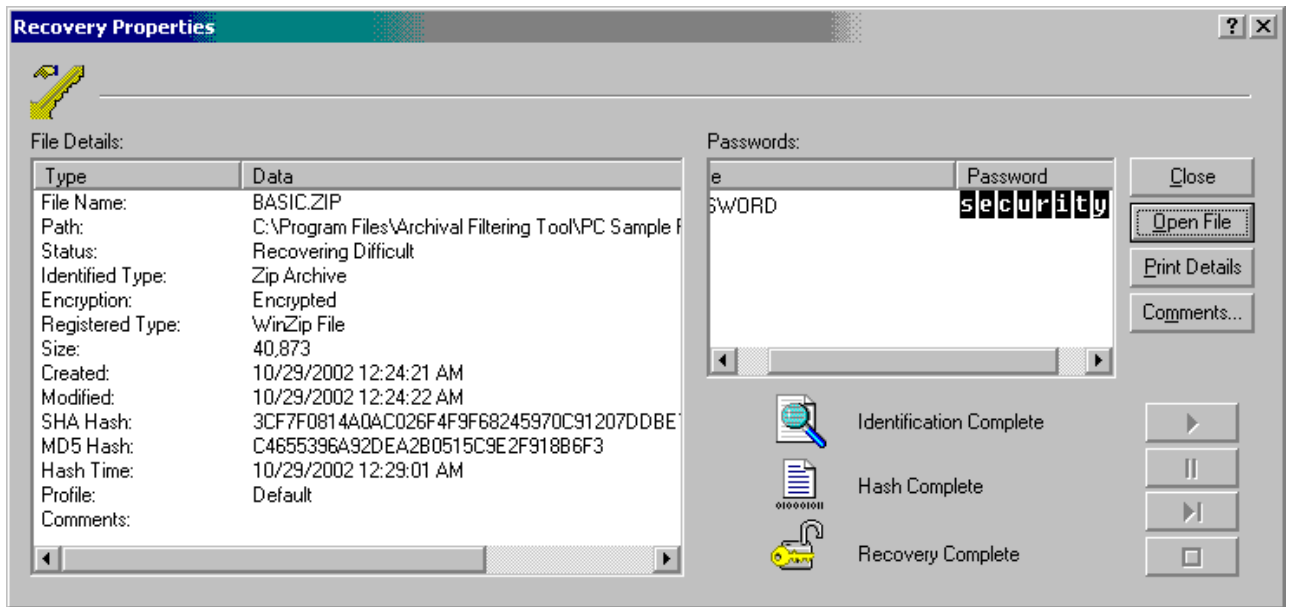 Recovery Properties
File Details:
Type Data
File Name: BASIC.ZIP
Path: C:\Program Files\Archival Filtering Tool\PC Sample F
Status: Recovering Difficult
Identified Type: Zip Archive
Encryption: Encrypted
Registered Type: WinZip File
Size: 40,873
Created: 10/29/2002 12:24:21 AM
Modified: 10/29/2002 12:24:22 AM
SHA Hash: 3CF7F0814A0AC026F4F9F68245970C91207DDBE
MD5 Hash: C4655396A92DEA2B0515C9E2F918B6F3
Hash Time: 10/29/2002 12:29:01 AM
Profile: Default
Comments:
Passwords:
e Password
SWORD security
Close
Open File
Print Details
Comments...
Identification Complete
Hash Complete
010001011
Recovery Complete